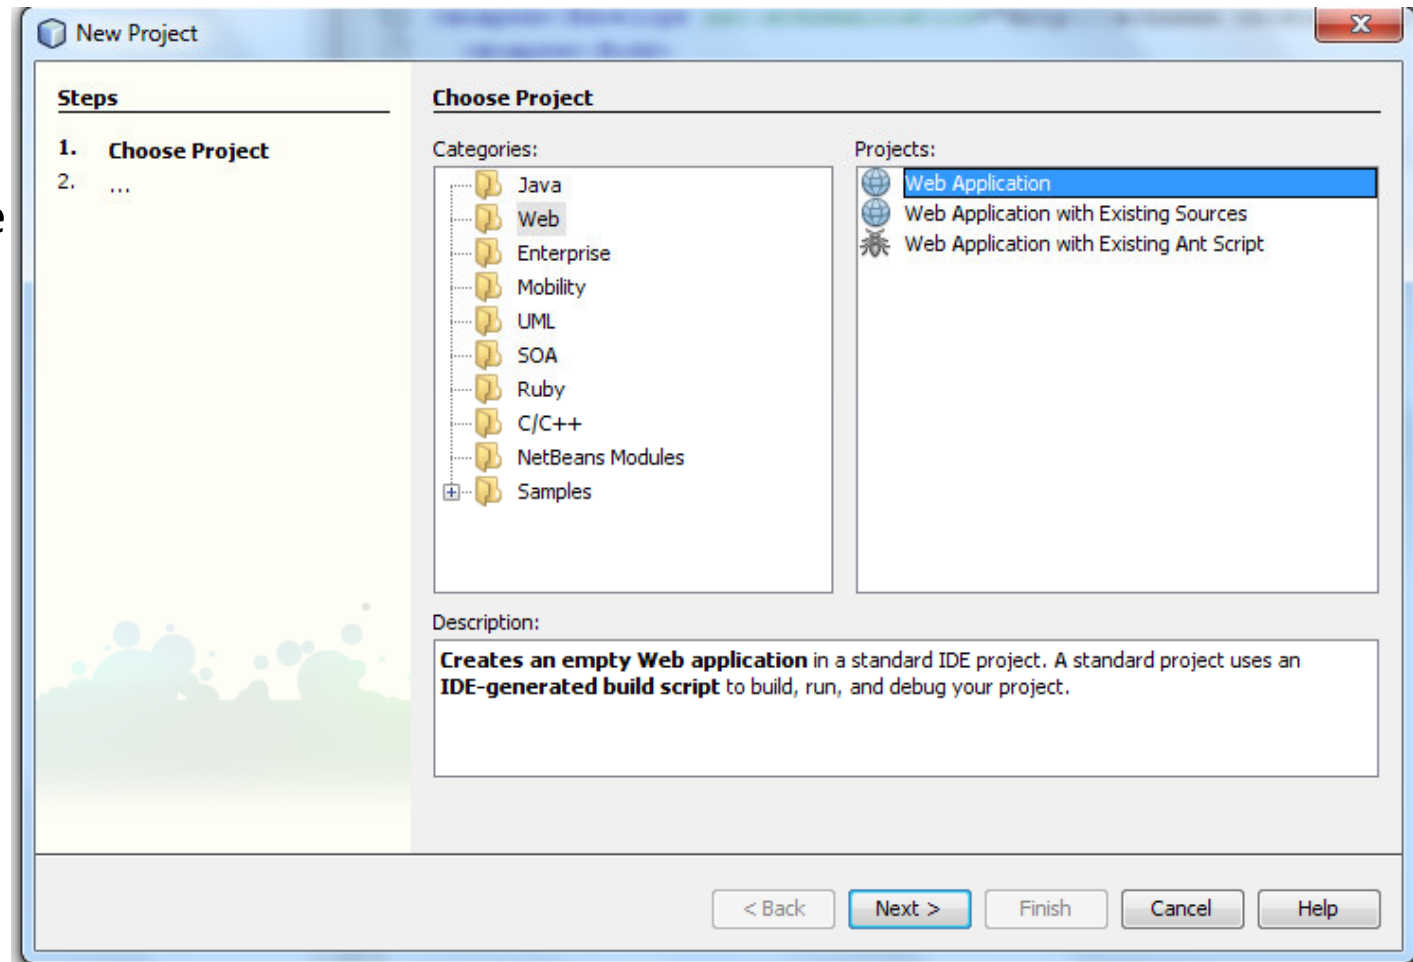 New Project
Steps
1. Choose Project
2. ...
e
Choose Project
Categories:
Java
Web
Enterprise
Mobility
UML
SOA
Ruby
C/C++
NetBeans Modules
Samples
Projects:
Web Application
Web Application with Existing Sources
Web Application with Existing Ant Script
Description:
Creates an empty Web application in a standard IDE project. A standard project uses an
IDE-generated build script to build, run, and debug your project.
< Back Next > Finish Cancel Help